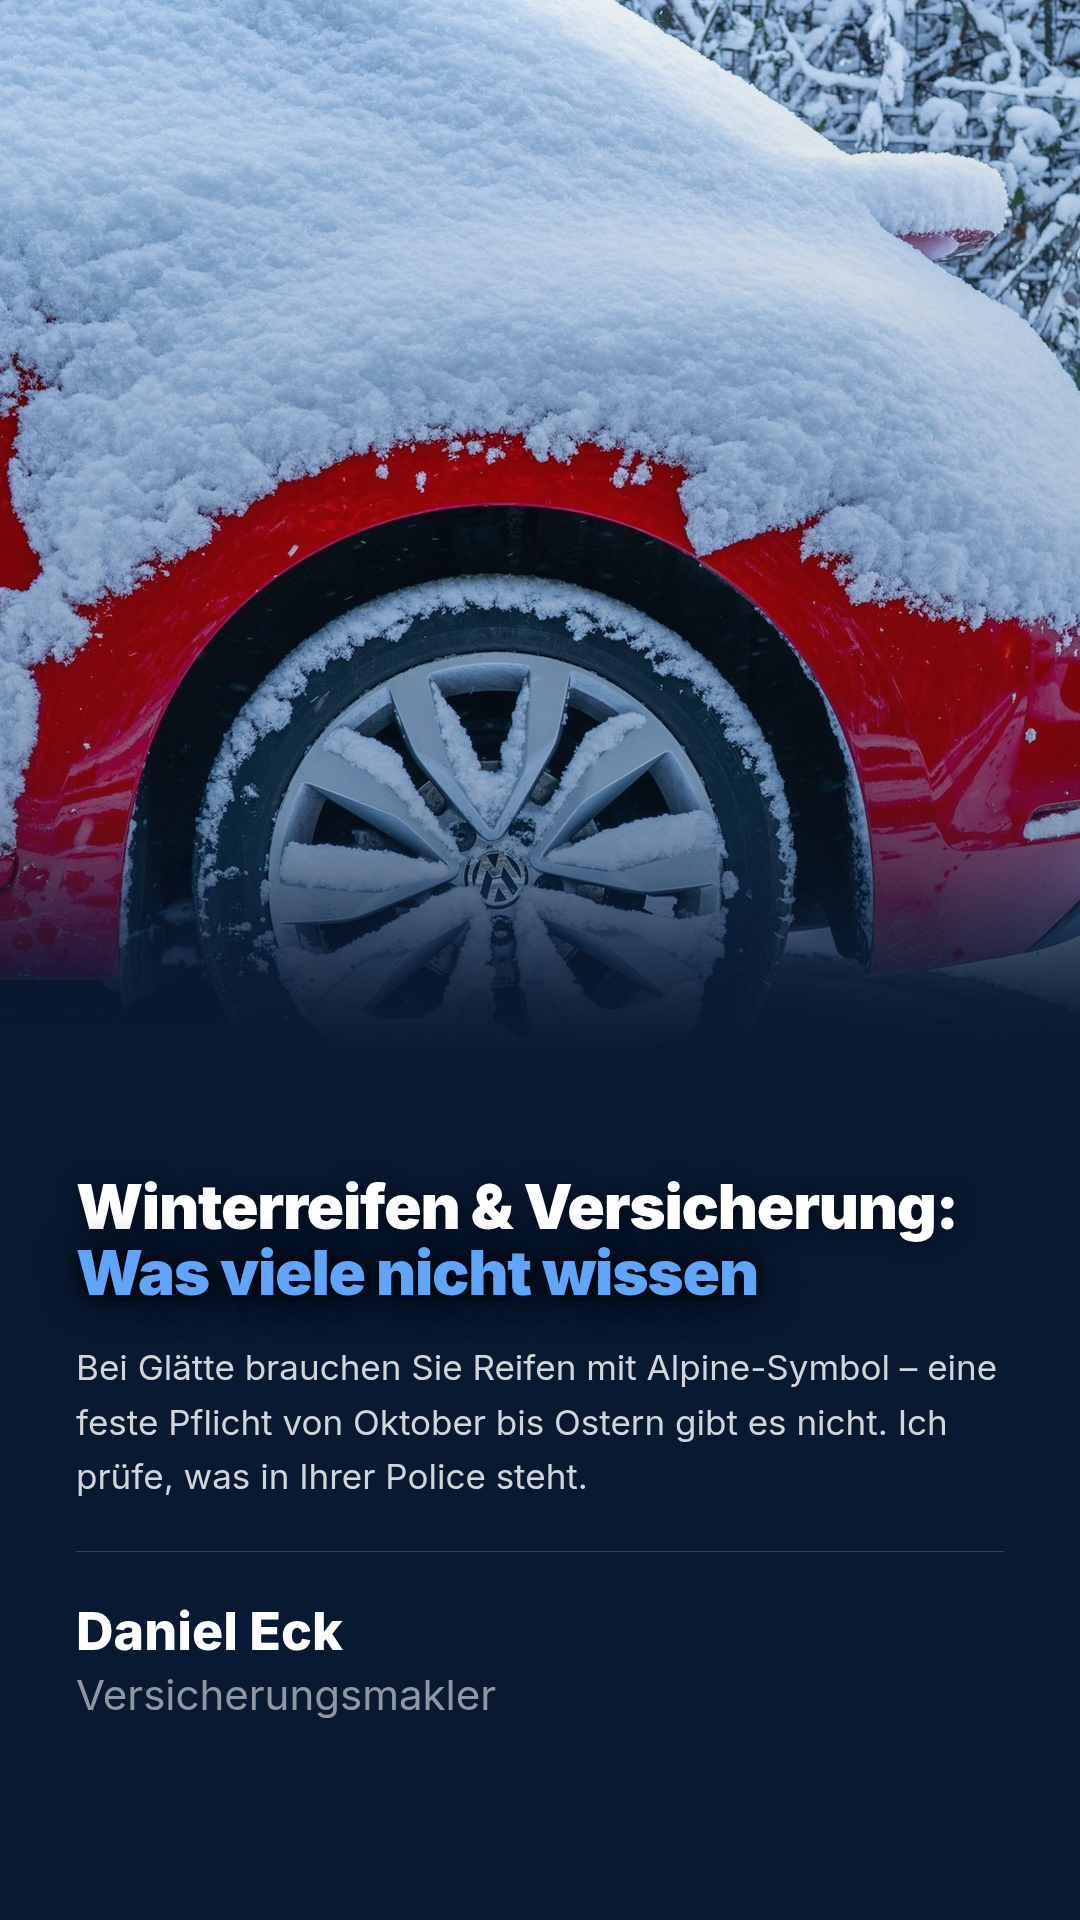 Winterreifen & Versicherung:
Was viele nicht wissen
Bei Glätte brauchen Sie Reifen mit Alpine-Symbol – eine
feste Pflicht von Oktober bis Ostern gibt es nicht. Ich
prüfe, was in Ihrer Police steht.
Daniel Eck
Versicherungsmakler